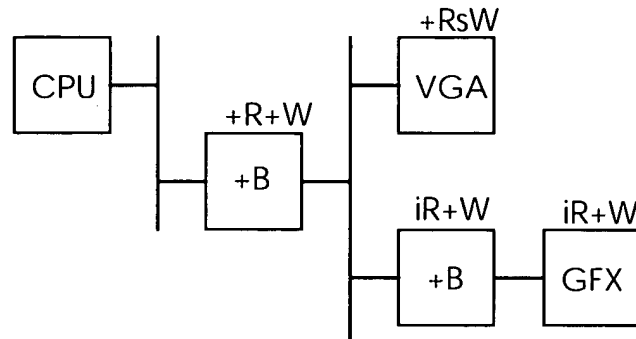 +RsW
CPU
VGA
+R+W
+B
iR+W
iR+W
+B
GFX